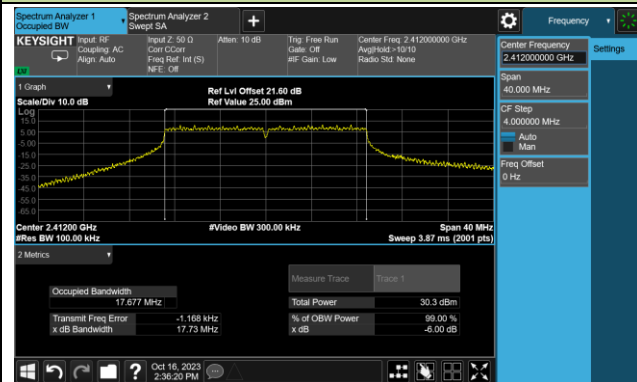 Spectrum Analyzer 1
Occupied BW
Spectrum Analyzer 2
Swept SA
Frequency
KEYSIGHT
Input: RF
Coupling: AC
Align: Auto
Input Z: 50 Ω
Corr CCorr
Freq Ref: Int (S)
NFE: Off
Atten: 10 dB
Trig: Free Run
Gate: Off
#IF Gain: Low
Center Freq: 2.412000000 GHz
Avg|Hold:>10/10
Radio Std: None
Center Frequency
2.412000000 GHz
Settings
Span
40.000 MHz
CF Step
4.000000 MHz
Auto
Man
Freq Offset
0 Hz
1 Graph
Scale/Div 10.0 dB
Ref Lvl Offset 21.60 dB
Ref Value 25.00 dBm
Log
15.0
5.00
-5.00
-15.0
-25.0
-35.0
-45.0
-55.0
-65.0
Center 2.41200 GHz
#Res BW 100.00 kHz
#Video BW 300.00 kHz
Span 40 MHz
Sweep 3.87 ms (2001 pts)
2 Metrics
Measure Trace
Trace 1
Occupied Bandwidth
17.677 MHz
Total Power
30.3 dBm
Transmit Freq Error
-1.168 kHz
% of OBW Power
99.00 %
x dB Bandwidth
17.73 MHz
x dB
-6.00 dB
Oct 16, 2023
2:36:20 PM